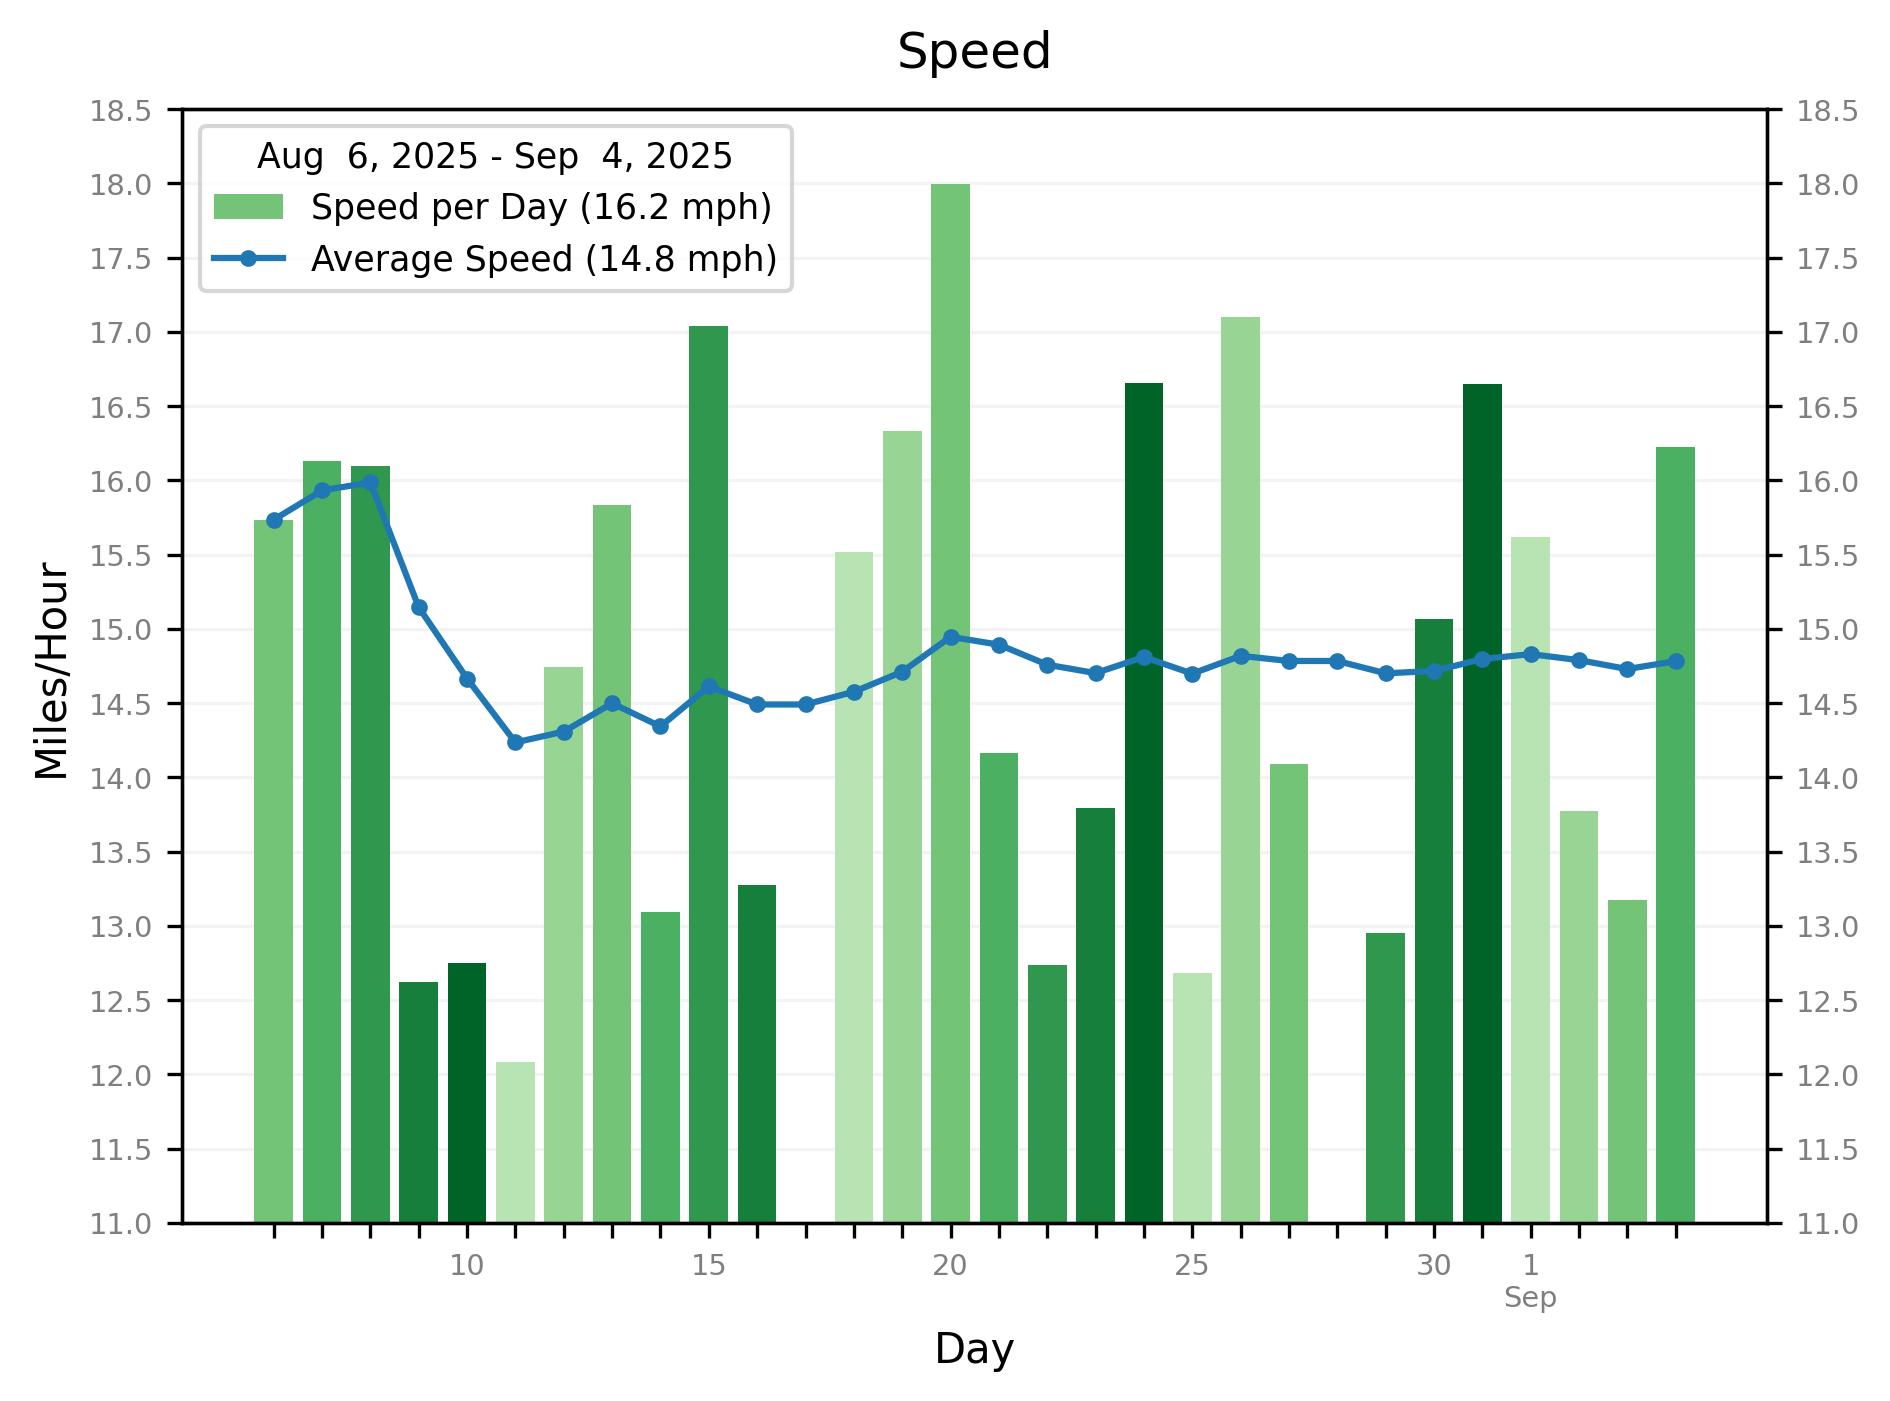 Speed
Aug  6, 2025 - Sep  4, 2025
Speed per Day (16.2 mph)
Average Speed (14.8 mph)
18.5 18.5
18.0 18.0
17.5 17.5
17.0 17.0
16.5 16.5
16.0 16.0
15.5 15.5
15.0 15.0
14.5 14.5
14.0 14.0
13.5 13.5
13.0 13.0
12.5 12.5
12.0 12.0
11.5 11.5
11.0 11.0
Miles/Hour
10 15 20 25 30 1
Sep
Day